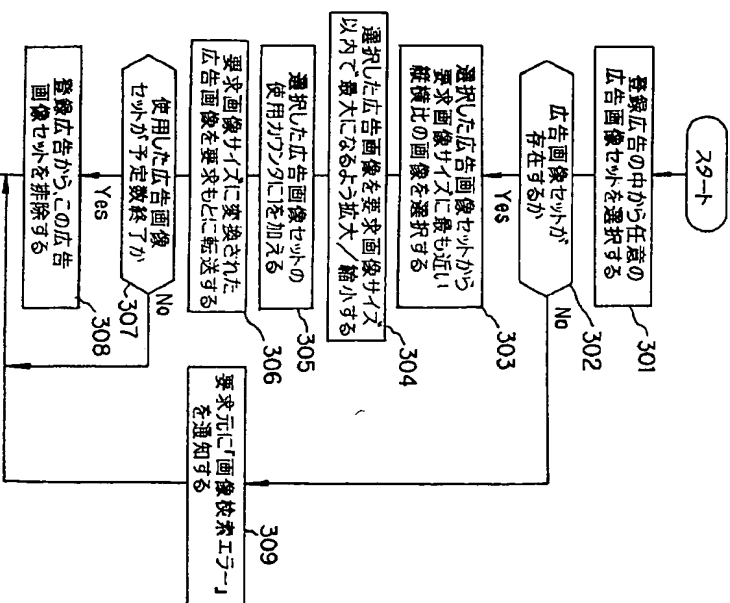 スタート
登録広告の中から任意の
広告画像セットを選択する
301
広告画像セットが
存在するか
302
No
Yes
選択した広告画像セットから
要求画像サイズに最も近い
縦横比の画像を選択する
303
選択した広告画像を要求画像サイズ
以内で最大になるよう拡大／縮小する
304
選択した広告画像セットの
使用カウンタに1を加える
305
要求画像サイズに変換された
広告画像を要求もとに転送する
306
使用した広告画像
セットが予定数終了か
307
No
Yes
登録広告から、この広告
画像セットを排除する
308
要求元に「画像検索エラー」
を通知する
309